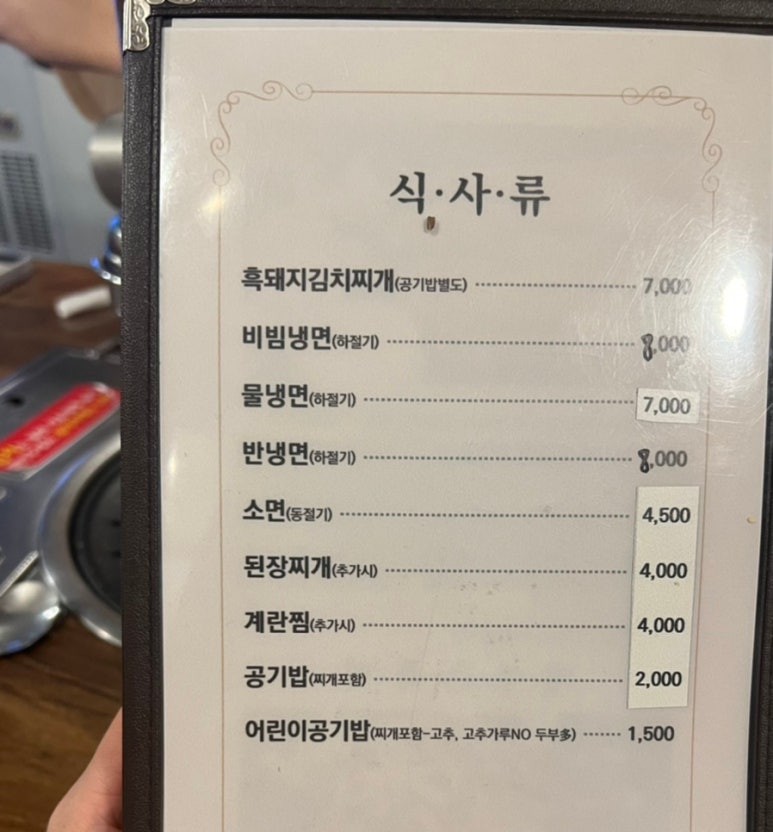 식·사·류
흑돼지김치찌개(공기밥별도) 7,000
비빔냉면(하절기) 8,000
물냉면(하절기) 7,000
반냉면(하절기) 8,000
소면(동절기) 4,500
된장찌개(추가시) 4,000
계란찜(추가시) 4,000
공기밥(찌개포함) 2,000
어린이공기밥(찌개포함-고추, 고추가루NO 두부多) 1,500